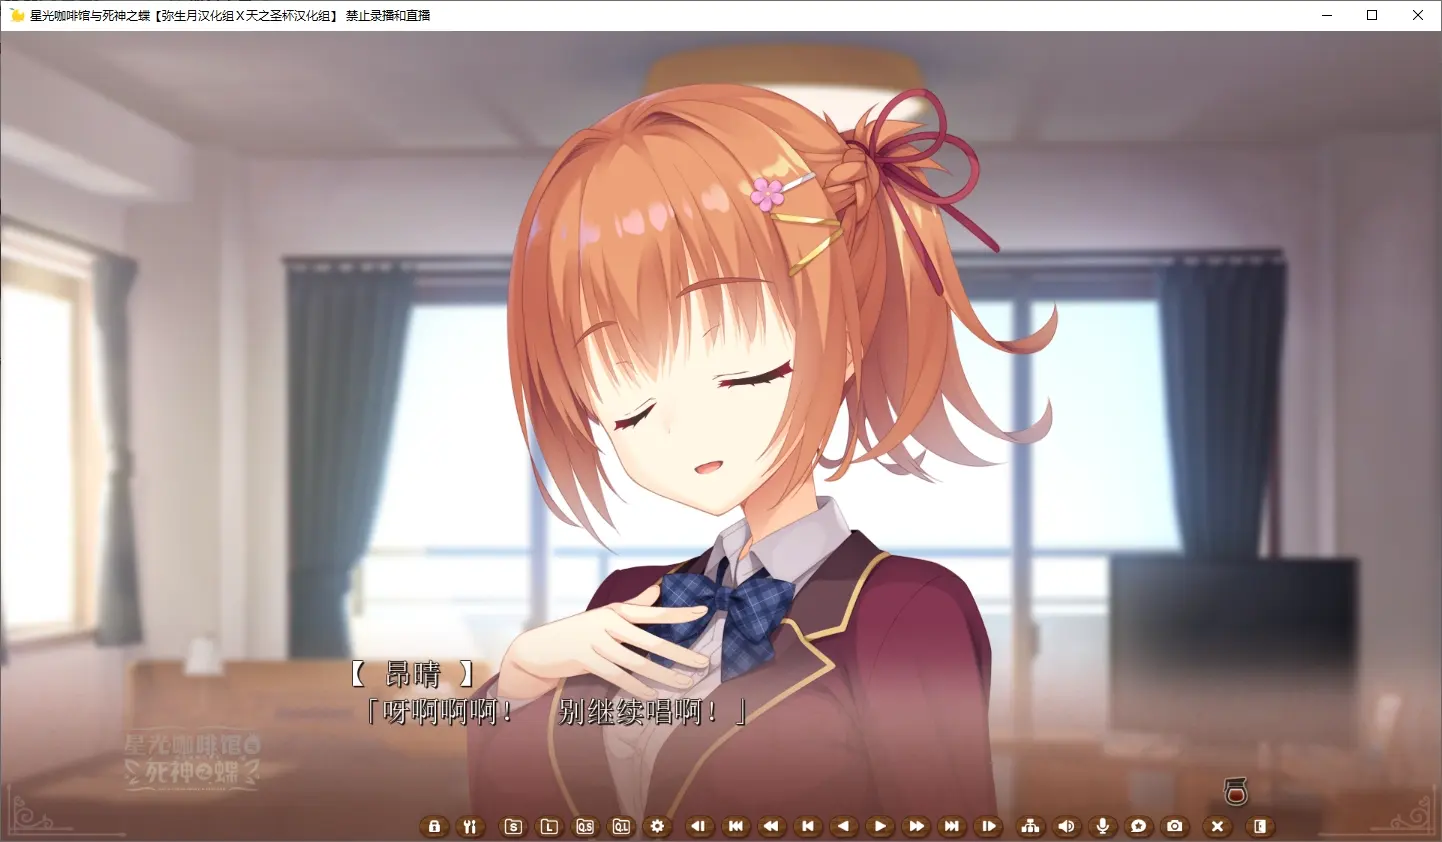 星光咖啡馆与死神之蝶【弥生月汉化组X天之圣杯汉化组】 禁止录播和直播
【 昂晴 】
「呀啊啊啊！ 别继续唱啊！」
星光咖啡馆与
死神之蝶
S L Q.S Q.L